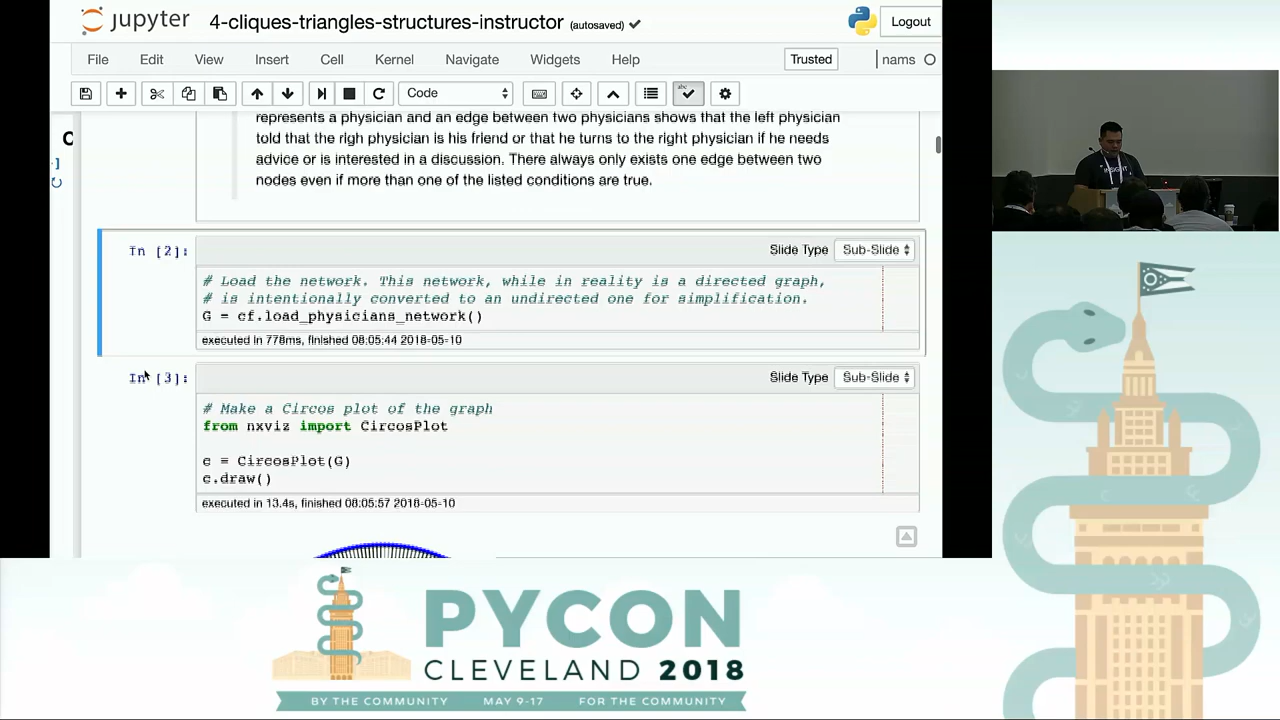 jupyter 4-cliques-triangles-structures-instructor (autosaved) Logout
File Edit View Insert Cell Kernel Navigate Widgets Help Trusted nams
Code
represents a physician and an edge between two physicians shows that the left physician
told that the righ physician is his friend or that he turns to the right physician if he needs
advice or is interested in a discussion. There always only exists one edge between two
nodes even if more than one of the listed conditions are true.
In [2]: Slide Type Sub-Slide
# Load the network. This network, while in reality is a directed graph,
# is intentionally converted to an undirected one for simplification.
G = cf.load_physicians_network()
executed in 778ms, finished 08:05:44 2018-05-10
In [3]: Slide Type Sub-Slide
# Make a Circos plot of the graph
from nxviz import CircosPlot
c = CircosPlot(G)
c.draw()
executed in 13.4s, finished 08:05:57 2018-05-10
INSIGHT
PYCON
CLEVELAND 2018
BY THE COMMUNITY MAY 9-17 FOR THE COMMUNITY